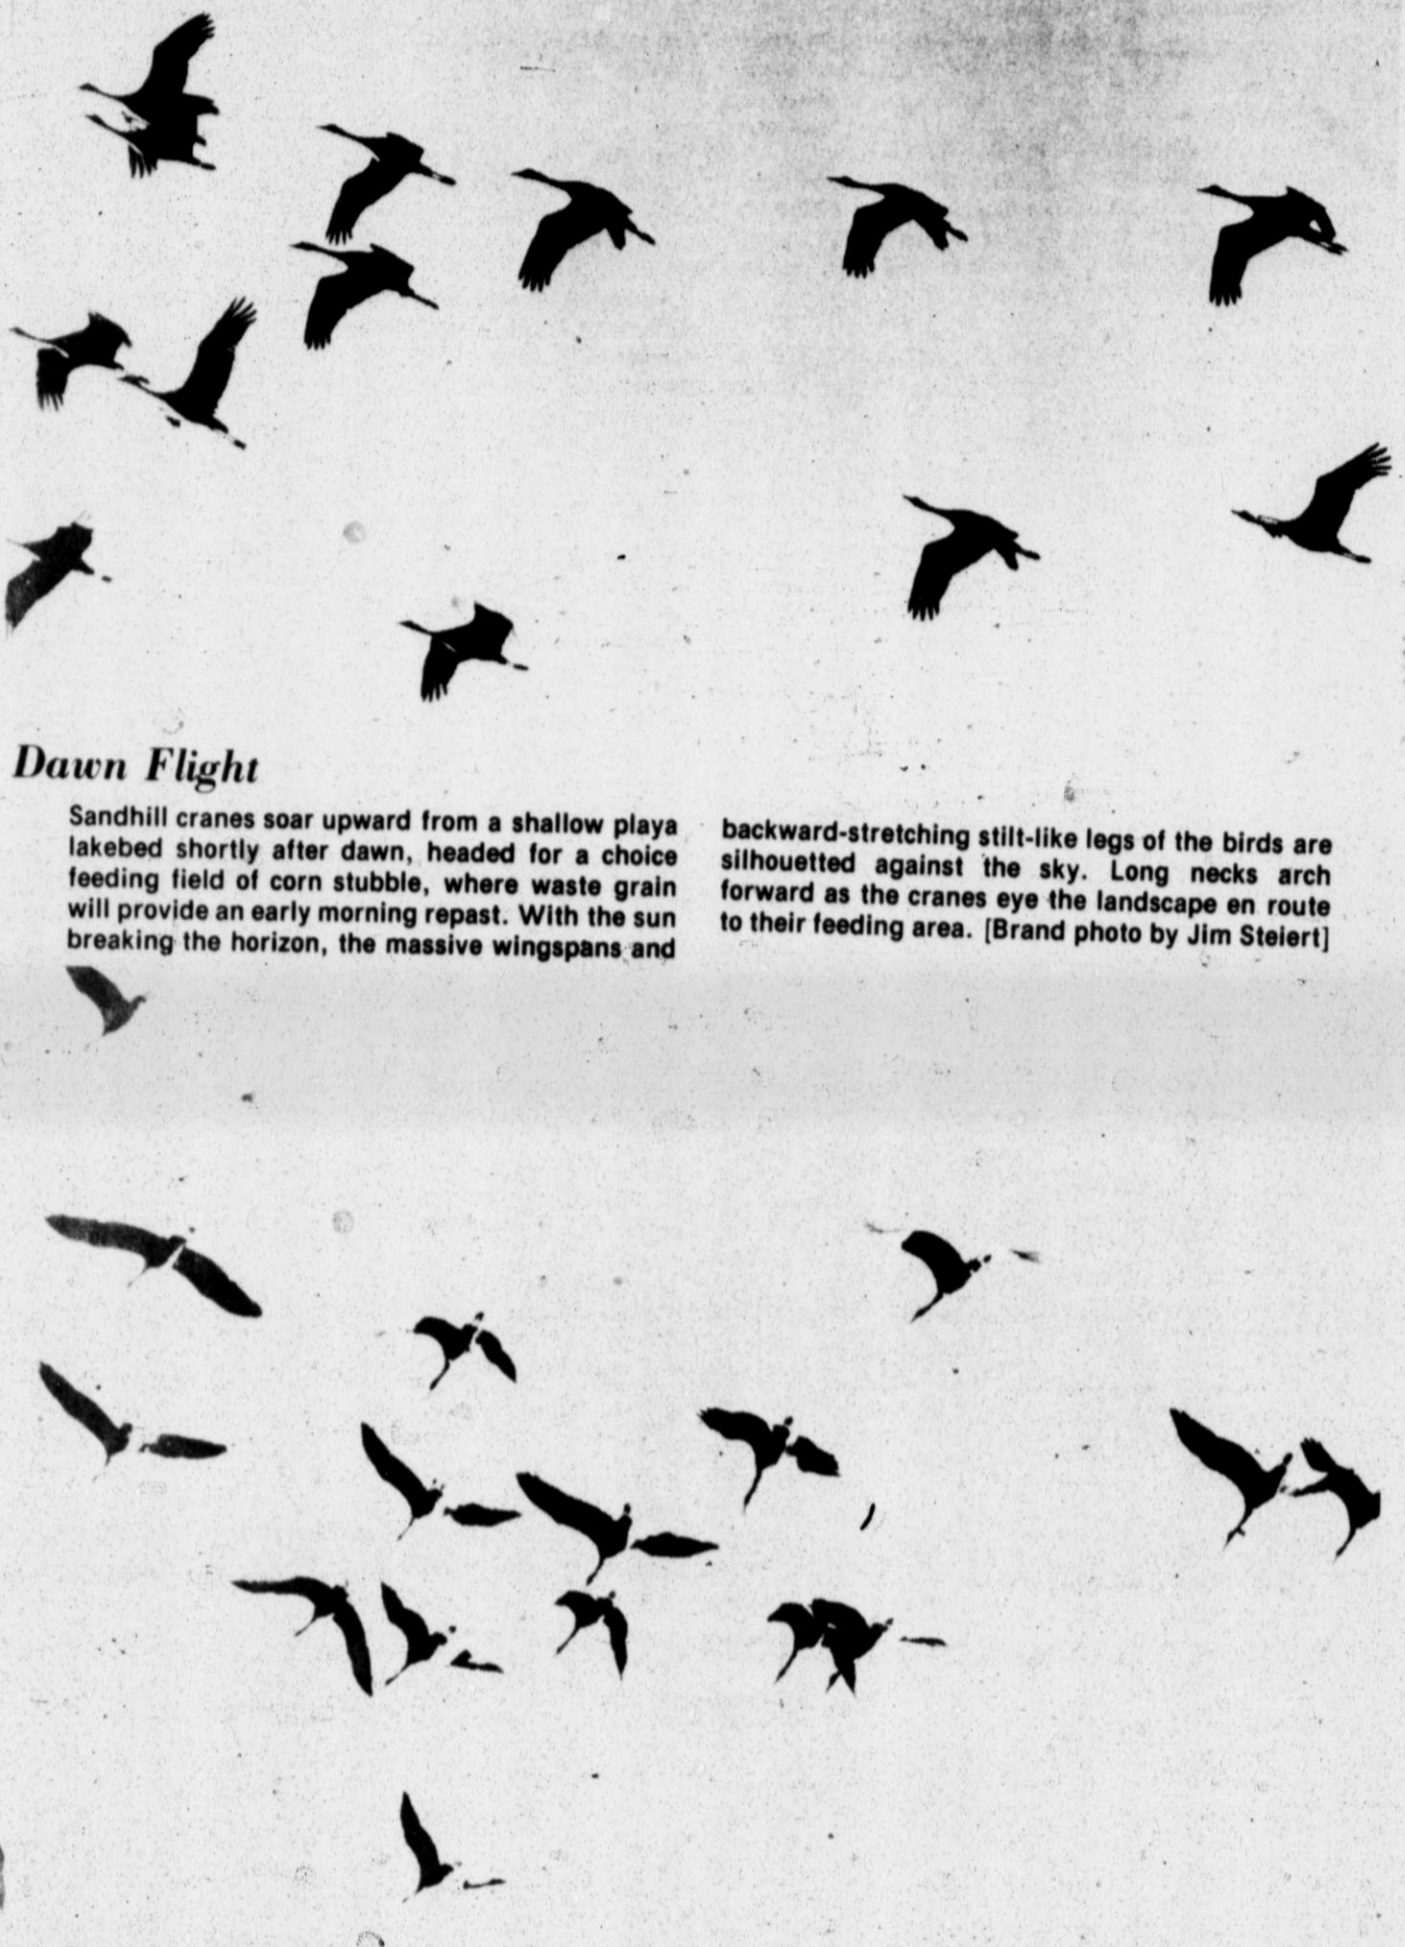 Dawn Flight
Sandhill cranes soar upward from a shallow playa
lakebed shortly after dawn, headed for a choice
feeding field of corn stubble, where waste grain
will provide an early morning repast. With the sun
breaking the horizon, the massive wingspans and
backward-stretching stilt-like legs of the birds are
silhouetted against the sky. Long necks arch
forward as the cranes eye the landscape en route
to their feeding area. [Brand photo by Jim Steiert]